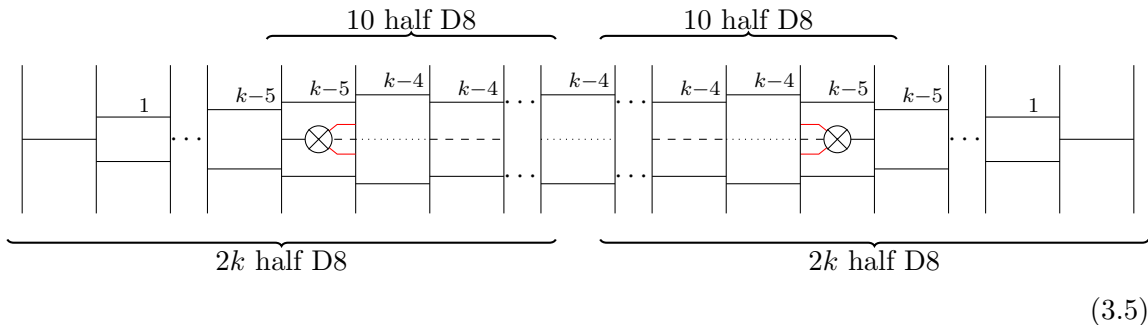 10 half D8 10 half D8
1 k−5 k−5 k−4 k−4 k−4 k−4 k−4 k−5 k−5 1
2k half D8 2k half D8
(3.5)